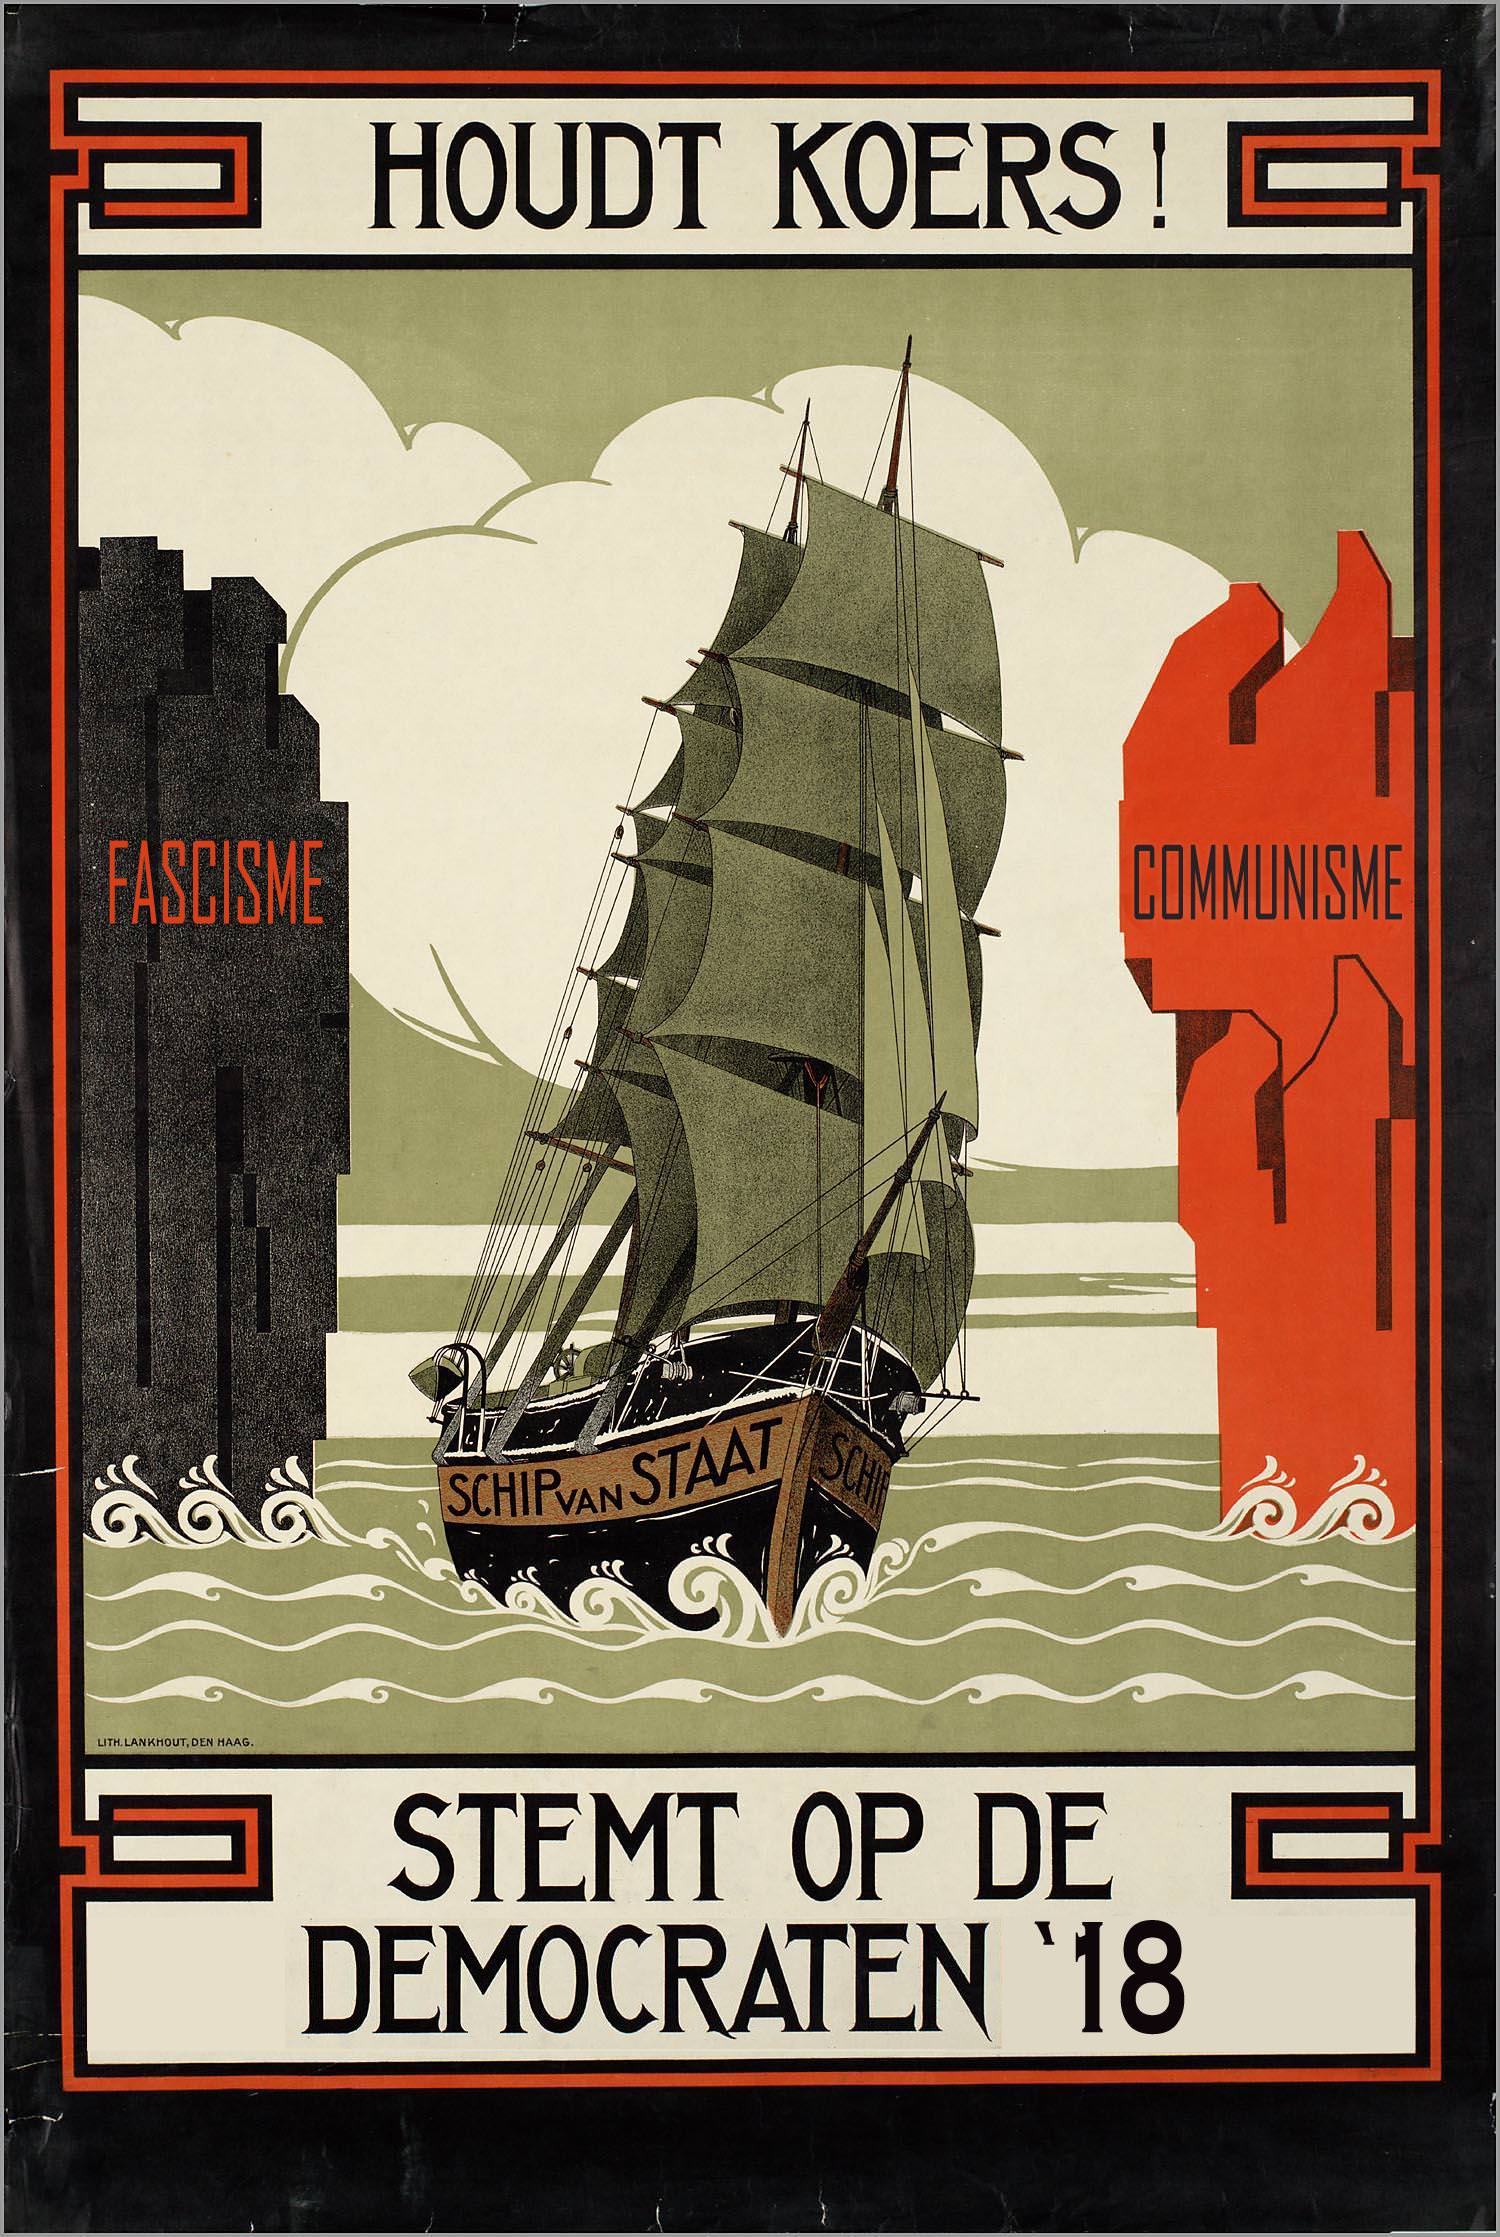 HOUDT KOERS!
FASCISME
COMMUNISME
SCHIP VAN STAAT
SCHIP
LITH. LANKHOUT, DEN HAAG.
STEMT OP DE
DEMOCRATEN '18